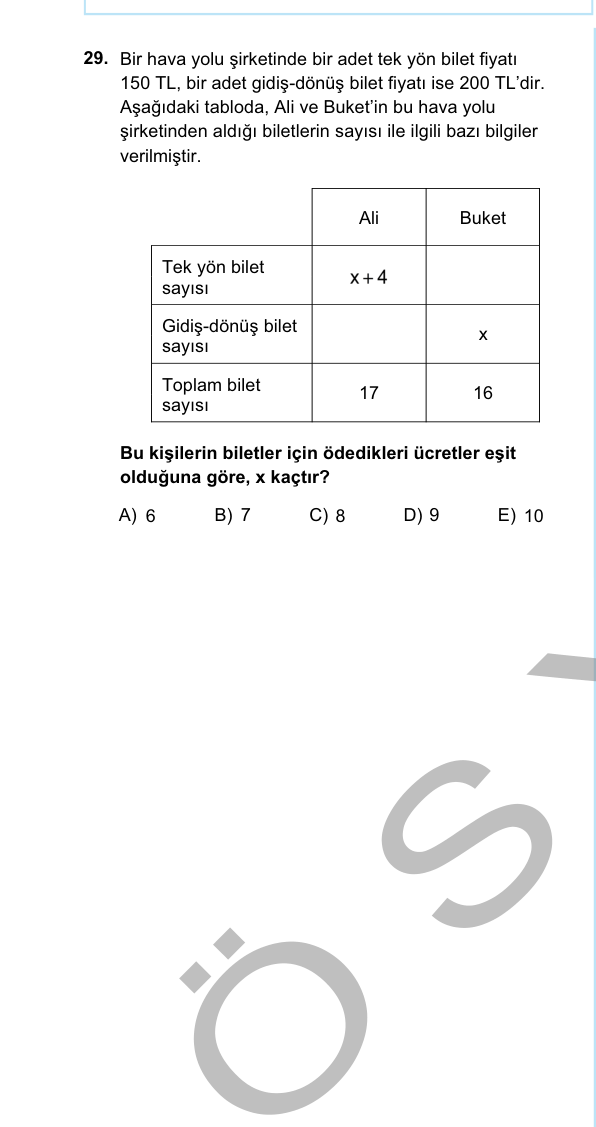 29. Bir hava yolu şirketinde bir adet tek yön bilet fiyatı
150 TL, bir adet gidiş-dönüş bilet fiyatı ise 200 TL’dir.
Aşağıdaki tabloda, Ali ve Buket’in bu hava yolu
şirketinden aldığı biletlerin sayısı ile ilgili bazı bilgiler
verilmiştir.
Ali Buket
Tek yön bilet
sayısı
x + 4
Gidiş-dönüş bilet
sayısı
x
Toplam bilet
sayısı
17 16
Bu kişilerin biletler için ödedikleri ücretler eşit
olduğuna göre, x kaçtır?
A) 6 B) 7 C) 8 D) 9 E) 10
Ö S